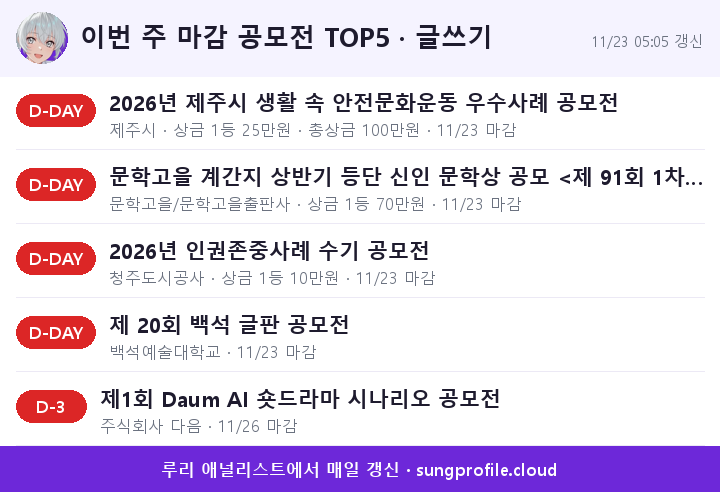 이번 주 마감 공모전 TOP5 · 글쓰기
11/23 05:05 갱신
D-DAY
2026년 제주시 생활 속 안전문화운동 우수사례 공모전
제주시 · 상금 1등 25만원 · 총상금 100만원 · 11/23 마감
D-DAY
문학고을 계간지 상반기 등단 신인 문학상 공모 <제 91회 1차...
문학고을/문학고을출판사 · 상금 1등 70만원 · 11/23 마감
D-DAY
2026년 인권존중사례 수기 공모전
청주도시공사 · 상금 1등 10만원 · 11/23 마감
D-DAY
제 20회 백석 글판 공모전
백석예술대학교 · 11/23 마감
D-3
제1회 Daum AI 숏드라마 시나리오 공모전
주식회사 다음 · 11/26 마감
루리 애널리스트에서 매일 갱신 · sungprofile.cloud